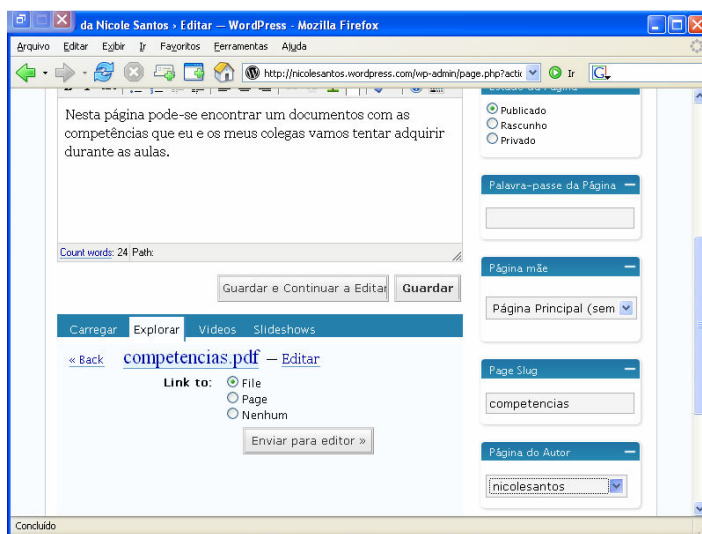 da Nicole Santos › Editar — WordPress - Mozilla Firefox
Arquivo Editar Exibir Ir Favoritos Ferramentas Ajuda
http://nicolesantos.wordpress.com/wp-admin/page.php?actic
Ir
Estado da Página
Nesta página pode-se encontrar um documentos com as
competências que eu e os meus colegas vamos tentar adquirir
durante as aulas.
Publicado
Rascunho
Privado
Palavra-passe da Página
Count words: 24 Path:
Guardar e Continuar a Editar
Guardar
Página mãe
Página Principal (sem
Carregar Explorar Videos Slideshows
« Back competencias.pdf — Editar
Link to: File
Page
Nenhum
Enviar para editor »
Page Slug
competencias
Página do Autor
nicolesantos
Concluído